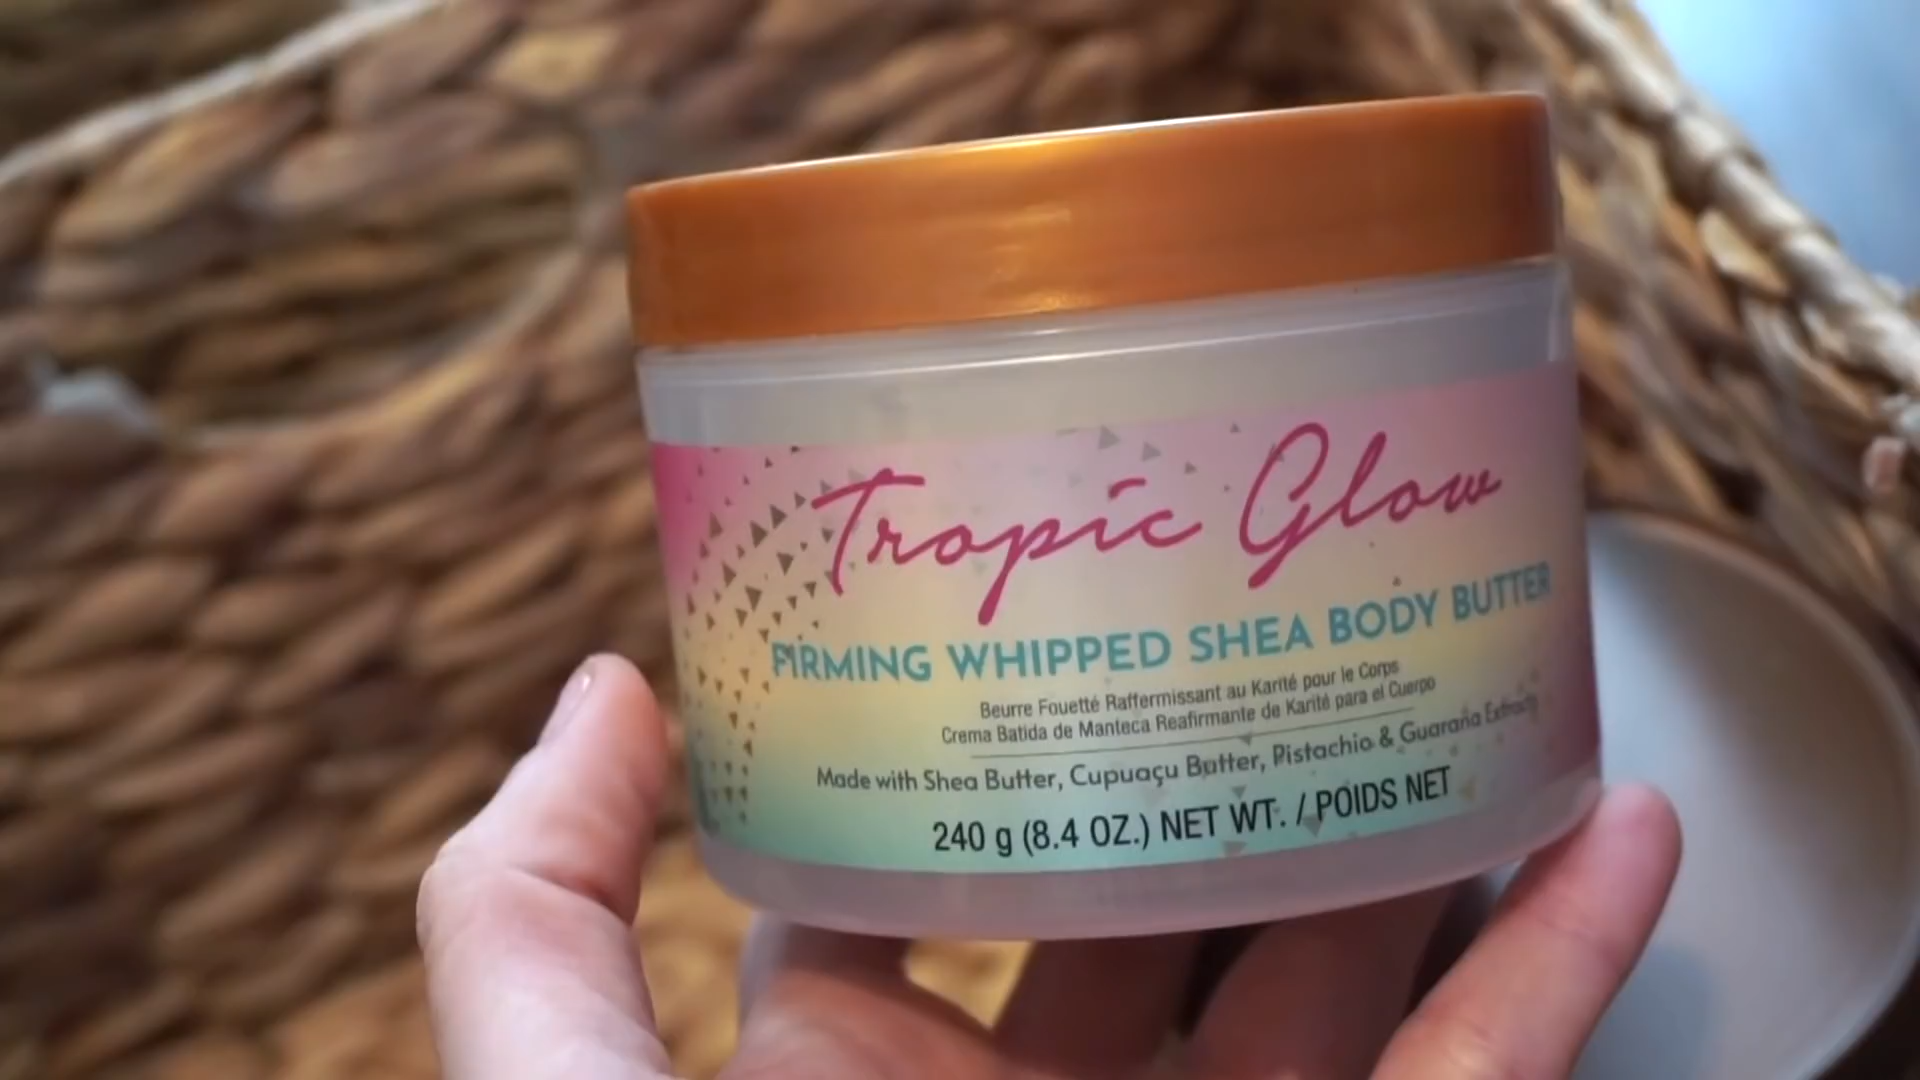 Tropic Glow
FIRMING WHIPPED SHEA BODY BUTTER
Beurre Fouetté Raffermissant au Karité pour le Corps
Crema Batida de Manteca Reafirmante de Karité para el Cuerpo
Made with Shea Butter, Cupuaçu Butter, Pistachio & Guaraña Extracts
240 g (8.4 OZ.) NET WT. / POIDS NET